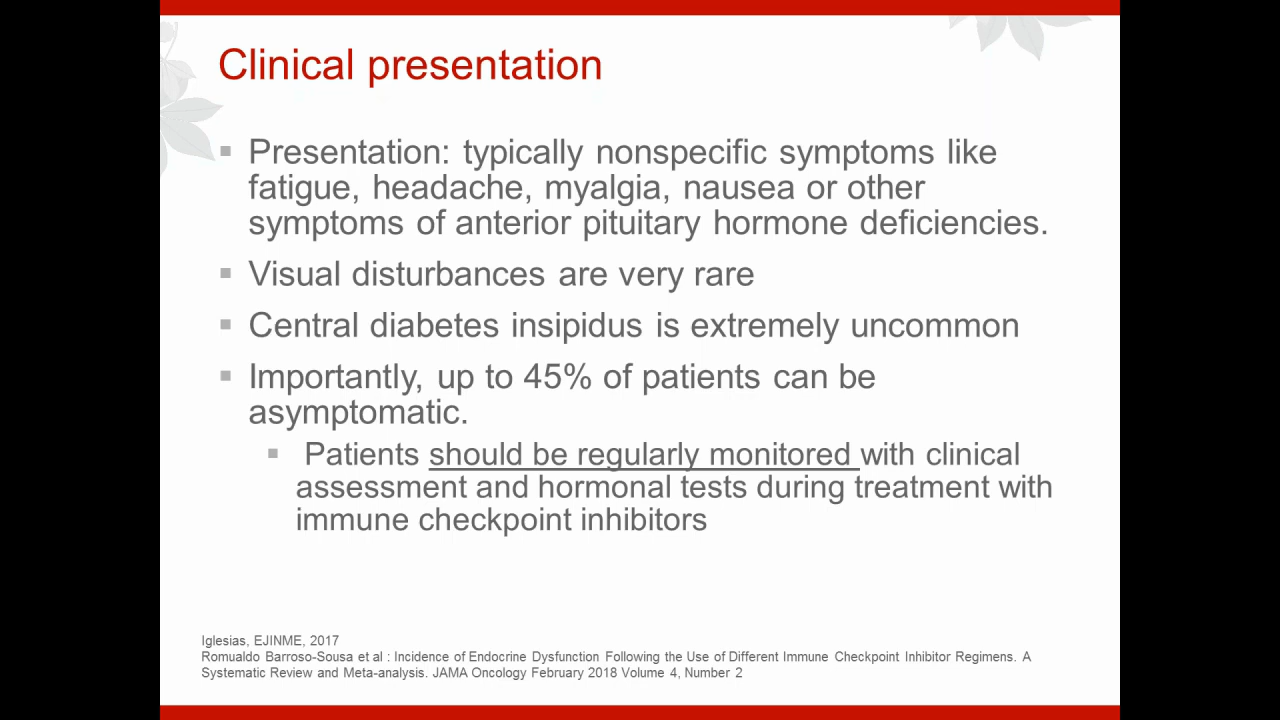 Clinical presentation
▪ Presentation: typically nonspecific symptoms like
fatigue, headache, myalgia, nausea or other
symptoms of anterior pituitary hormone deficiencies.
▪ Visual disturbances are very rare
▪ Central diabetes insipidus is extremely uncommon
▪ Importantly, up to 45% of patients can be
asymptomatic.
▪ Patients should be regularly monitored with clinical
assessment and hormonal tests during treatment with
immune checkpoint inhibitors
Iglesias, EJINME, 2017
Romualdo Barroso-Sousa et al : Incidence of Endocrine Dysfunction Following the Use of Different Immune Checkpoint Inhibitor Regimens. A
Systematic Review and Meta-analysis. JAMA Oncology February 2018 Volume 4, Number 2